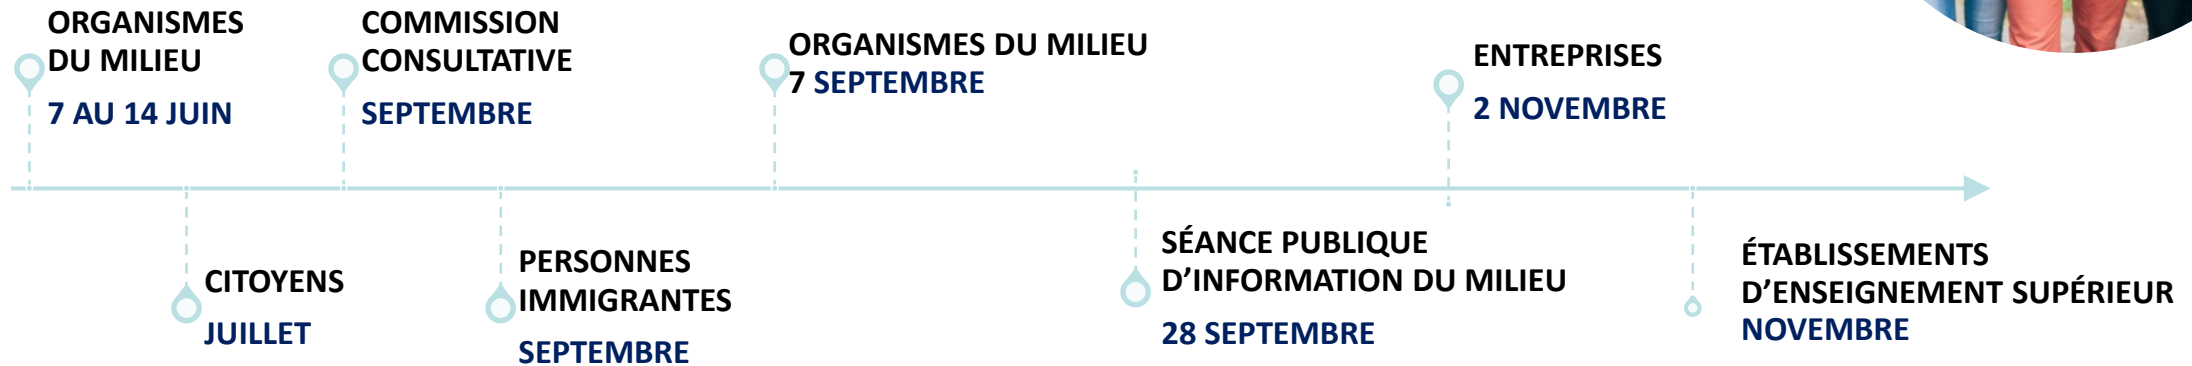 ORGANISMES
DU MILIEU
7 AU 14 JUIN
CITOYENS
JUILLET
COMMISSION
CONSULTATIVE
SEPTEMBRE
PERSONNES
IMMIGRANTES
SEPTEMBRE
ORGANISMES DU MILIEU
7 SEPTEMBRE
SÉANCE PUBLIQUE
D’INFORMATION DU MILIEU
28 SEPTEMBRE
ENTREPRISES
2 NOVEMBRE
ÉTABLISSEMENTS
D’ENSEIGNEMENT SUPÉRIEUR
NOVEMBRE